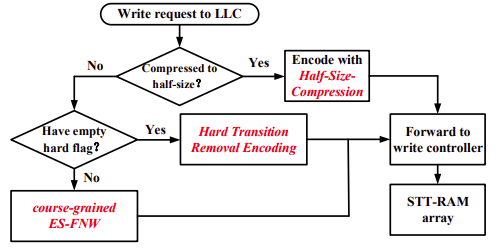 Write request to LLC
Compressed to
half-size?
Yes
No
Encode with
Half-Size-
Compression
Have empty
hard flag?
Yes
No
Hard Transition
Removal Encoding
Forward to
write controller
course-grained
ES-FNW
STT-RAM
array